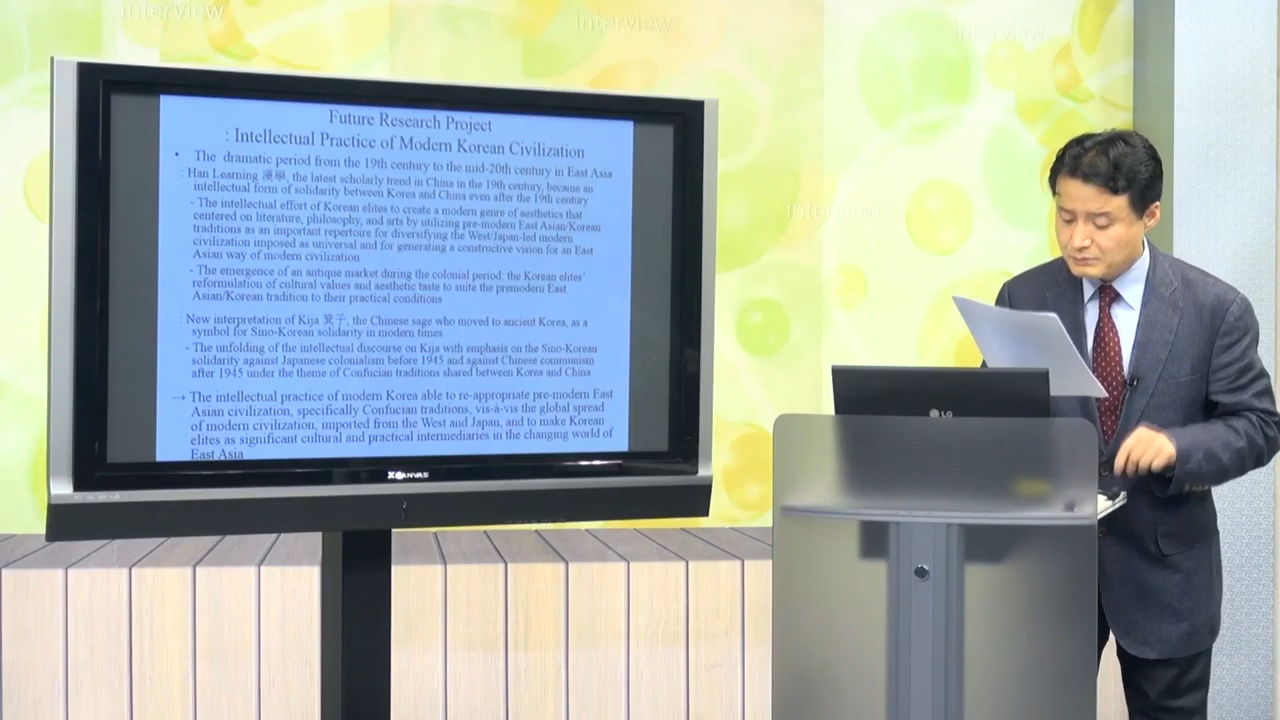 interview
interview
interview
interview
Future Research Project
: Intellectual Practice of Modern Korean Civilization
• The dramatic period from the 19th century to the mid-20th century in East Asia
: Han Learning 漢學, the latest scholarly trend in China in the 19th century, became an
intellectual form of solidarity between Korea and China even after the 19th century
- The intellectual effort of Korean elites to create a modern genre of aesthetics that
centered on literature, philosophy, and arts by utilizing pre-modern East Asian/Korean
traditions as an important repertoire for diversifying the West/Japan-led modern
civilization imposed as universal and for generating a constructive vision for an East
Asian way of modern civilization
- The emergence of an antique market during the colonial period: the Korean elites'
reformulation of cultural values and aesthetic taste to suite the premodern East
Asian/Korean tradition to their practical conditions
: New interpretation of Kija 箕子, the Chinese sage who moved to ancient Korea, as a
symbol for Sino-Korean solidarity in modern times
- The unfolding of the intellectual discourse on Kija with emphasis on the Sino-Korean
solidarity against Japanese colonialism before 1945 and against Chinese communism
after 1945 under the theme of Confucian traditions shared between Korea and China
→ The intellectual practice of modern Korea able to re-appropriate pre-modern East
Asian civilization, specifically Confucian traditions, vis-à-vis the global spread
of modern civilization, imported from the West and Japan, and to make Korean
elites as significant cultural and practical intermediaries in the changing world of
East Asia
XCANVAS
LG